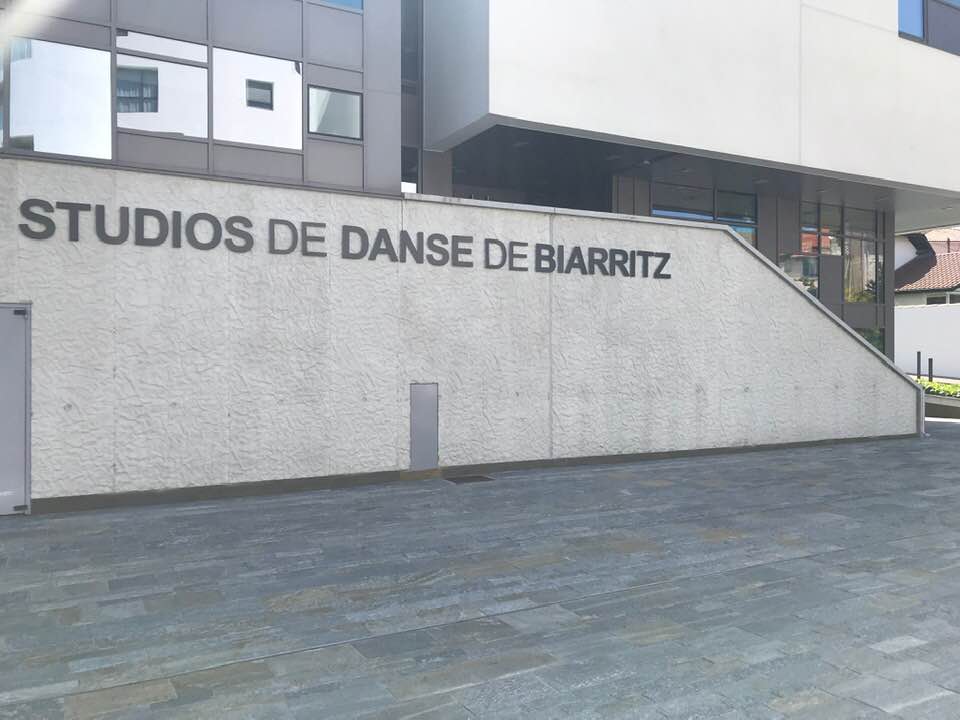 STUDIOS DE DANSE DE BIARRITZ